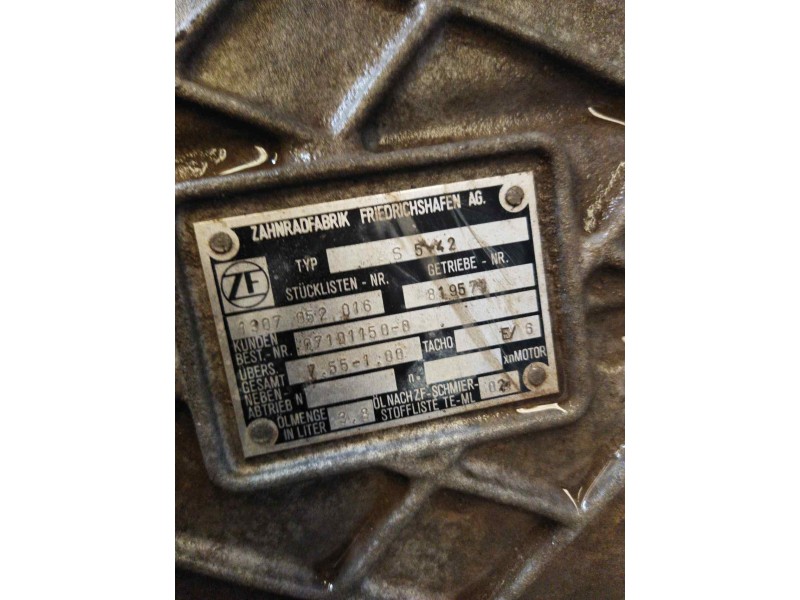 ZAHNRADFABRIK FRIEDRICHSHAFEN AG.
ZF
TYP S 5-42
STÜCKLISTEN - NR. GETRIEBE - NR.
1307 052 016
KUNDEN
BEST.-NR.
ÜBERS. TACHO E/6
GESAMT 7.55-1.00
NEBEN- n: xnMOTOR
ABTRIEB N
ÖLMENGE ÖL NACH ZF-SCHMIER- 02
IN LITER STOFFLISTE TE-ML